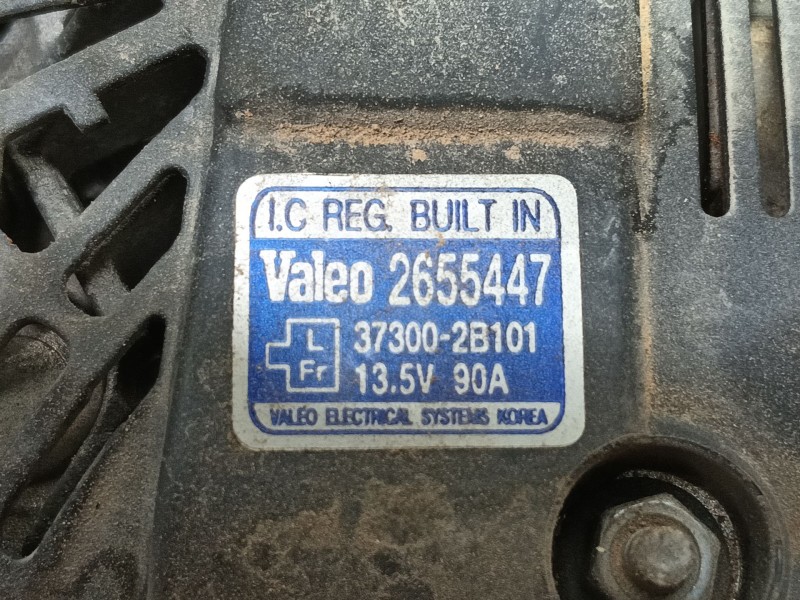 I.C REG. BUILT IN
Valeo 2655447
L
Fr
37300-2B101
13.5V 90A
VALEO ELECTRICAL SYSTEMS KOREA